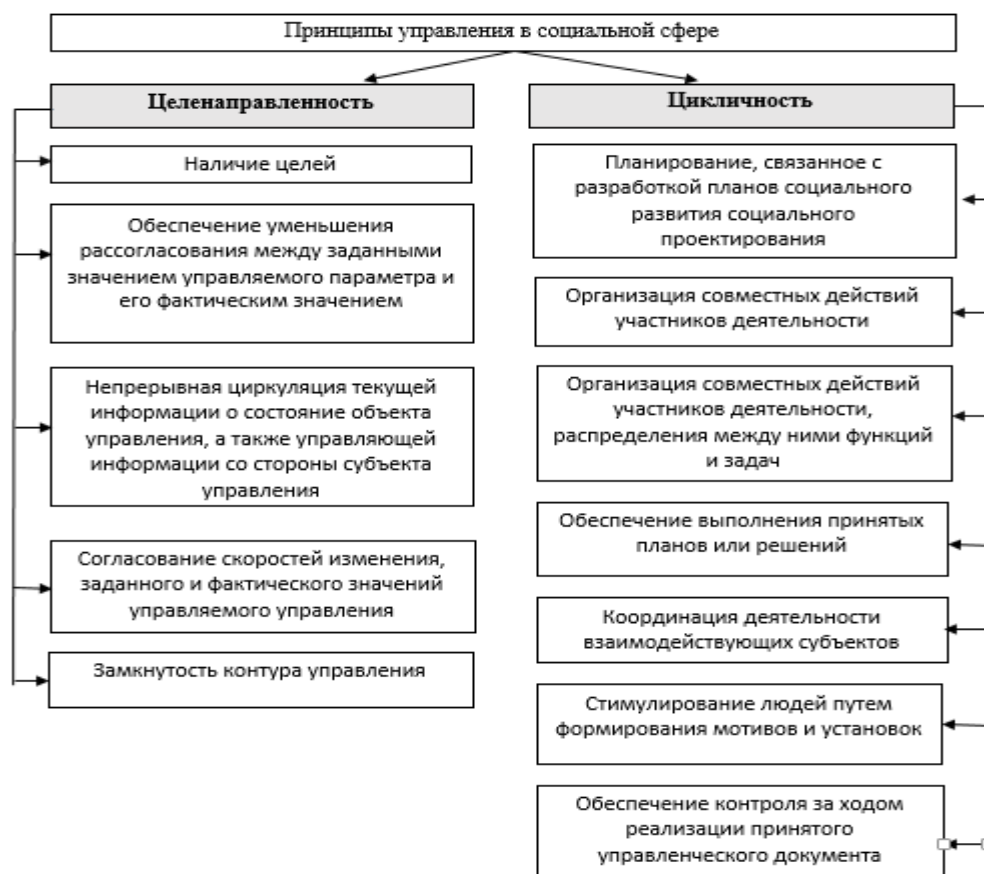 Принципы управления в социальной сфере
Целенаправленность
Наличие целей
Обеспечение уменьшения
рассогласования между заданными
значением управляемого параметра и
его фактическим значением
Непрерывная циркуляция текущей
информации о состояние объекта
управления, а также управляющей
информации со стороны субъекта
управления
Согласование скоростей изменения,
заданного и фактического значений
управляемого управления
Замкнутость контура управления
Цикличность
Планирование, связанное с
разработкой планов социального
развития социального
проектирования
Организация совместных действий
участников деятельности
Организация совместных действий
участников деятельности,
распределения между ними функций
и задач
Обеспечение выполнения принятых
планов или решений
Координация деятельности
взаимодействующих субъектов
Стимулирование людей путем
формирования мотивов и установок
Обеспечение контроля за ходом
реализации принятого
управленческого документа